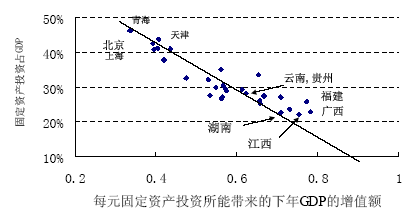 固定资产投资占GDP
50%
40%
30%
20%
10%
青海
天津
北京
上海
云南,贵州
福建
广西
湖南
江西
0.2
0.4
0.6
0.8
1
每元固定资产投资所能带来的下年GDP的增值额